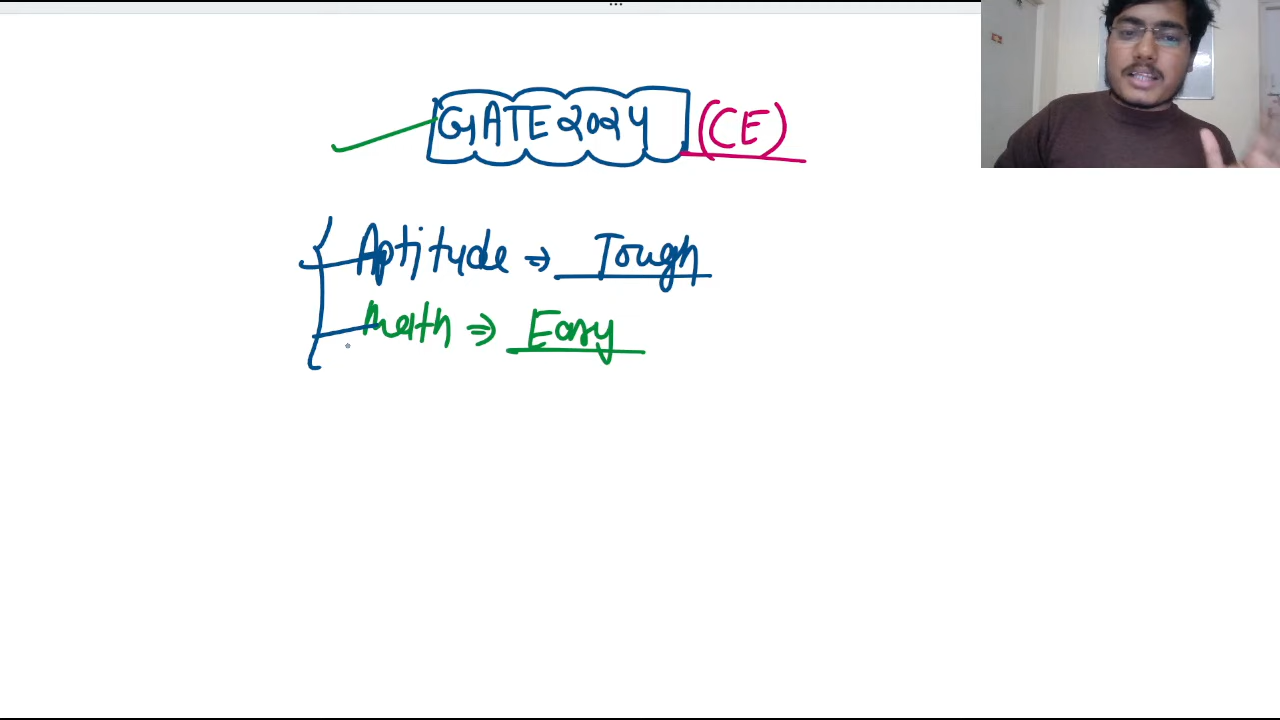 GATE 2024 (CE)
Aptitude ⇒ Tough
Math ⇒ Easy